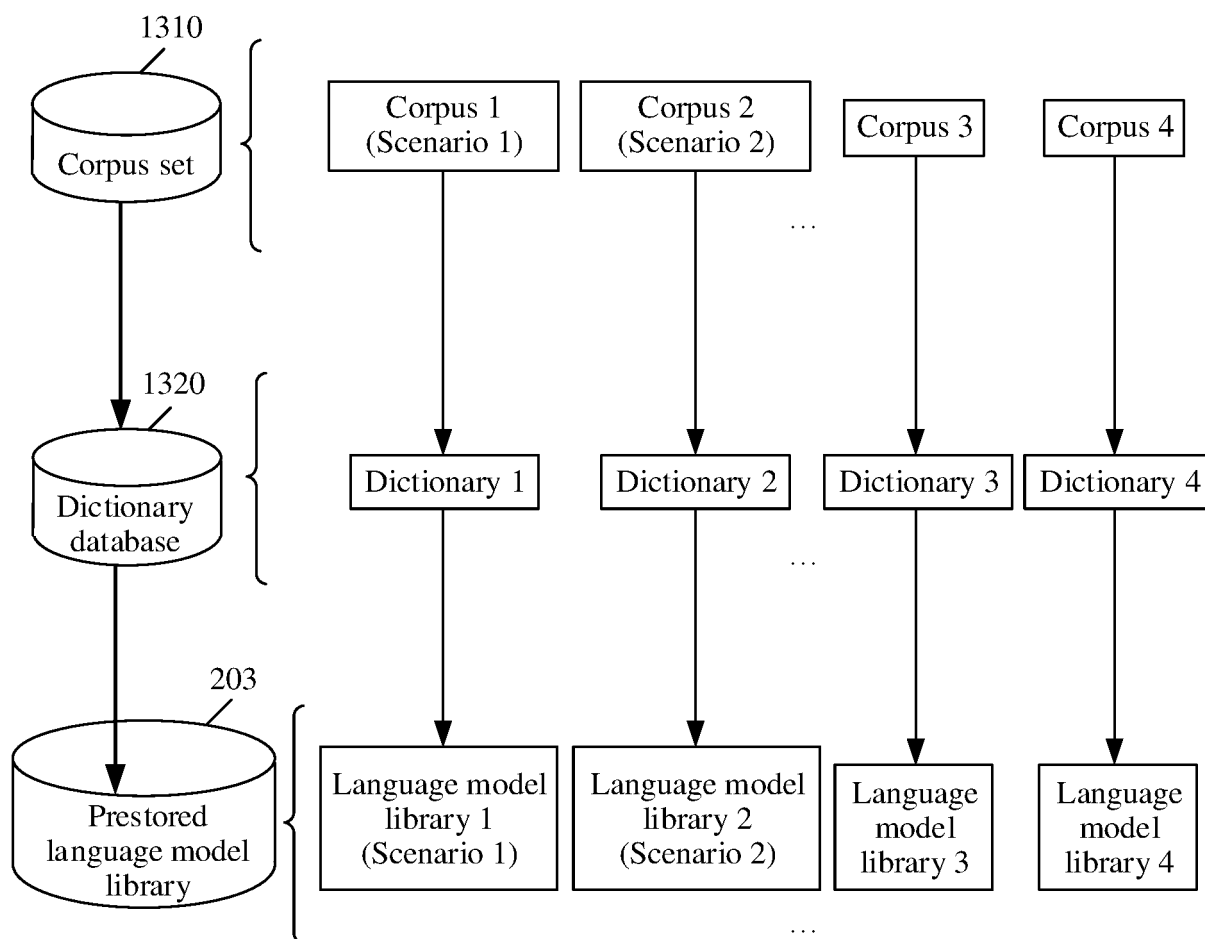 1310
Corpus set
Corpus 1
(Scenario 1)
Corpus 2
(Scenario 2)
Corpus 3
Corpus 4
...
1320
Dictionary
database
Dictionary 1
Dictionary 2
Dictionary 3
Dictionary 4
...
203
Prestored
language model
library
Language model
library 1
(Scenario 1)
Language model
library 2
(Scenario 2)
Language
model
library 3
Language
model
library 4
...